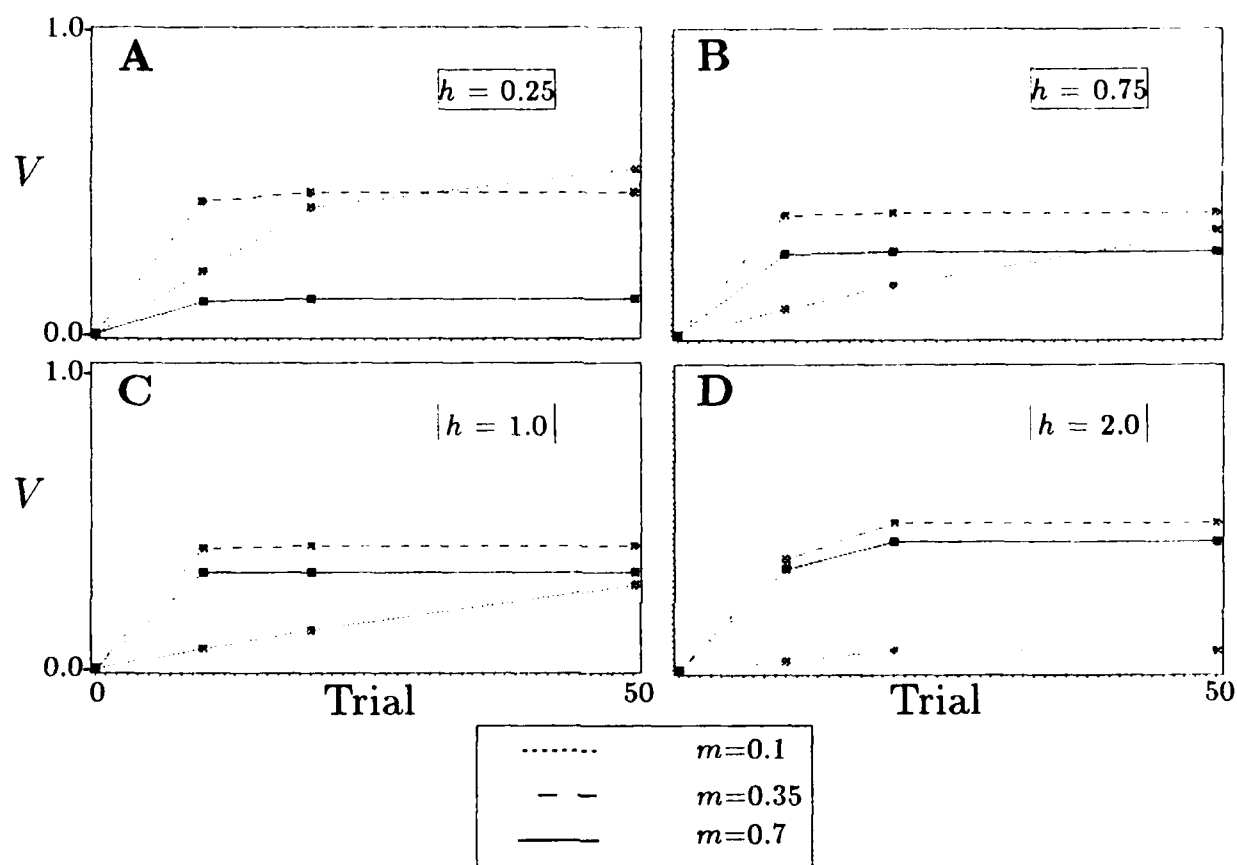 1.0
A
h = 0.25
V
0.0
B
h = 0.75
1.0
C
h = 1.0
V
0.0
0
Trial
50
D
h = 2.0
Trial
50
m=0.1
m=0.35
m=0.7